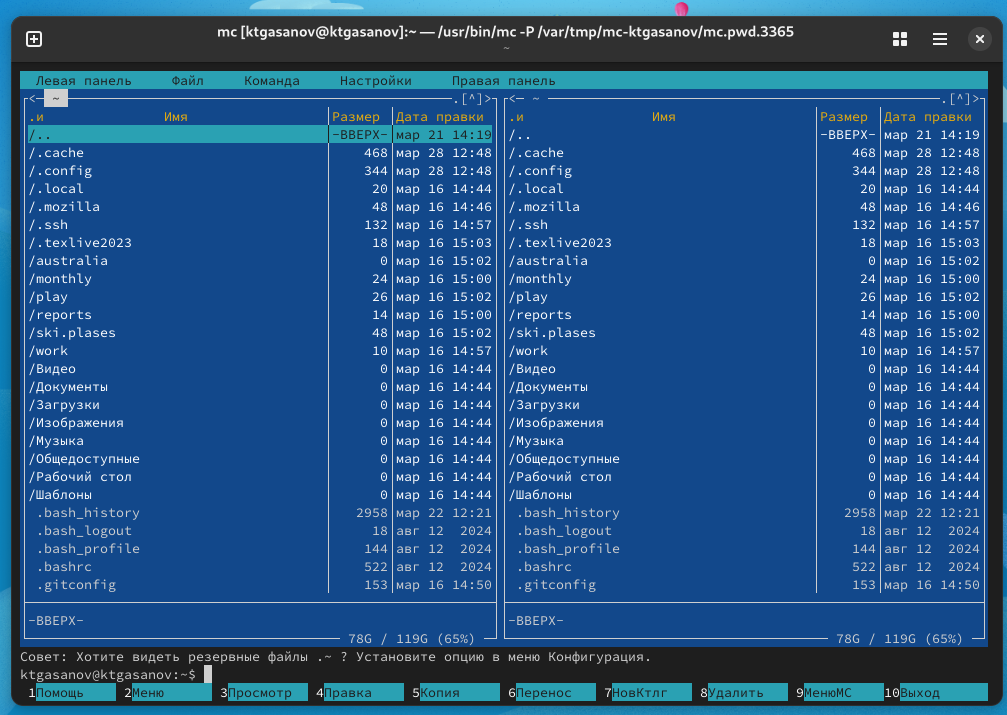 mc [ktgasanov@ktgasanov]:~ — /usr/bin/mc -P /var/tmp/mc-ktgasanov/mc.pwd.3365
~
Левая панель Файл Команда Настройки Правая панель
<─ ~ .[^]> <─ ~ .[^]>
.и Имя Размер Дата правки .и Имя Размер Дата правки
/.. -ВВЕРХ- мар 21 14:19 /.. -ВВЕРХ- мар 21 14:19
/.cache 468 мар 28 12:48 /.cache 468 мар 28 12:48
/.config 344 мар 28 12:48 /.config 344 мар 28 12:48
/.local 20 мар 16 14:44 /.local 20 мар 16 14:44
/.mozilla 48 мар 16 14:46 /.mozilla 48 мар 16 14:46
/.ssh 132 мар 16 14:57 /.ssh 132 мар 16 14:57
/.texlive2023 18 мар 16 15:03 /.texlive2023 18 мар 16 15:03
/australia 0 мар 16 15:02 /australia 0 мар 16 15:02
/monthly 24 мар 16 15:00 /monthly 24 мар 16 15:00
/play 26 мар 16 15:02 /play 26 мар 16 15:02
/reports 14 мар 16 15:00 /reports 14 мар 16 15:00
/ski.plases 48 мар 16 15:02 /ski.plases 48 мар 16 15:02
/work 10 мар 16 14:57 /work 10 мар 16 14:57
/Видео 0 мар 16 14:44 /Видео 0 мар 16 14:44
/Документы 0 мар 16 14:44 /Документы 0 мар 16 14:44
/Загрузки 0 мар 16 14:44 /Загрузки 0 мар 16 14:44
/Изображения 0 мар 16 14:44 /Изображения 0 мар 16 14:44
/Музыка 0 мар 16 14:44 /Музыка 0 мар 16 14:44
/Общедоступные 0 мар 16 14:44 /Общедоступные 0 мар 16 14:44
/Рабочий стол 0 мар 16 14:44 /Рабочий стол 0 мар 16 14:44
/Шаблоны 0 мар 16 14:44 /Шаблоны 0 мар 16 14:44
.bash_history 2958 мар 22 12:21 .bash_history 2958 мар 22 12:21
.bash_logout 18 авг 12 2024 .bash_logout 18 авг 12 2024
.bash_profile 144 авг 12 2024 .bash_profile 144 авг 12 2024
.bashrc 522 авг 12 2024 .bashrc 522 авг 12 2024
.gitconfig 153 мар 16 14:50 .gitconfig 153 мар 16 14:50
-ВВЕРХ- -ВВЕРХ-
78G / 119G (65%) 78G / 119G (65%)
Совет: Хотите видеть резервные файлы .~ ? Установите опцию в меню Конфигурация.
ktgasanov@ktgasanov:~$
1Помощь 2Меню 3Просмотр 4Правка 5Копия 6Перенос 7НовКтлг 8Удалить 9МенюМС 10Выход